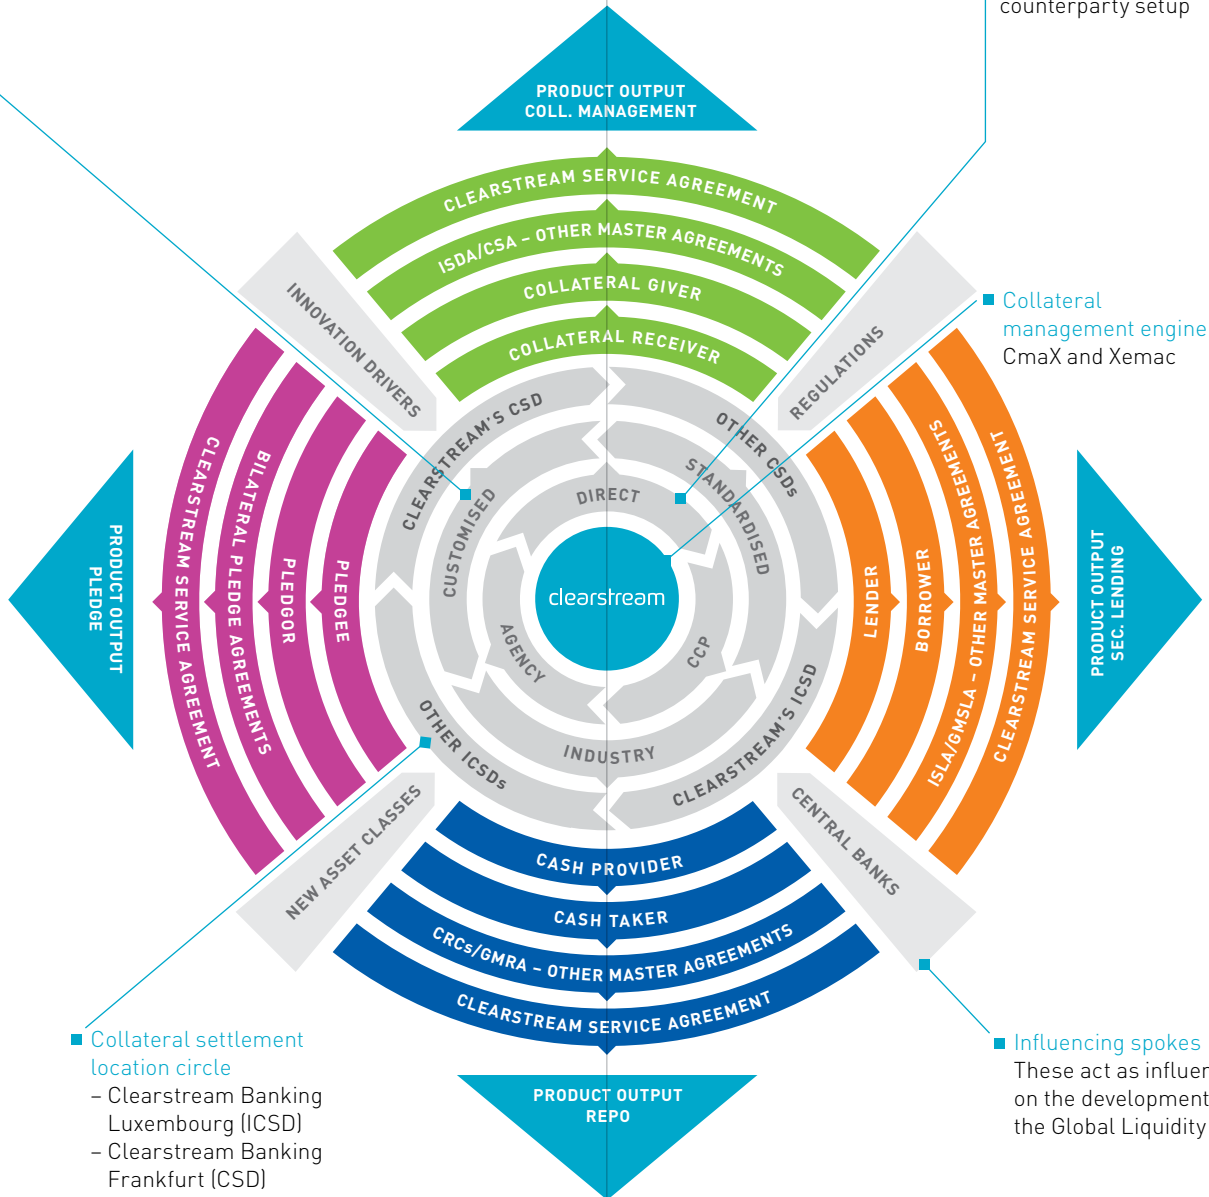 counterparty setup
PRODUCT OUTPUT
COLL. MANAGEMENT
CLEARSTREAM SERVICE AGREEMENT
ISDA/CSA – OTHER MASTER AGREEMENTS
COLLATERAL GIVER
COLLATERAL RECEIVER
INNOVATION DRIVERS
REGULATIONS
Collateral
management engine
CmaX and Xemac
CLEARSTREAM'S CSD
OTHER CSDs
CUSTOMISED
STANDARDISED
DIRECT
clearstream
AGENCY
CCP
INDUSTRY
OTHER ICSDs
CLEARSTREAM'S ICSD
PRODUCT OUTPUT
PLEDGE
CLEARSTREAM SERVICE AGREEMENT
BILATERAL PLEDGE AGREEMENTS
PLEDGOR
PLEDGEE
LENDER
BORROWER
ISLA/GMSLA – OTHER MASTER AGREEMENTS
CLEARSTREAM SERVICE AGREEMENT
PRODUCT OUTPUT
SEC. LENDING
NEW ASSET CLASSES
CENTRAL BANKS
CASH PROVIDER
CASH TAKER
CRCs/GMRA – OTHER MASTER AGREEMENTS
CLEARSTREAM SERVICE AGREEMENT
PRODUCT OUTPUT
REPO
Collateral settlement
location circle
– Clearstream Banking
Luxembourg (ICSD)
– Clearstream Banking
Frankfurt (CSD)
Influencing spokes
These act as influer
on the development
the Global Liquidity